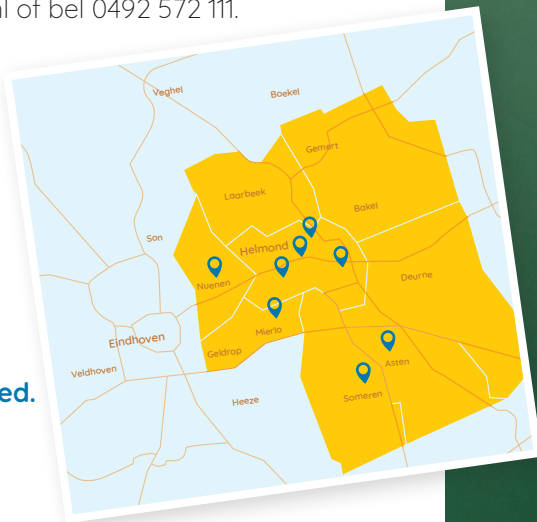 l of bel 0492 572 111.
Veghel
Boekel
Gemert
Laarbeek
Bakel
Son
Helmond
Nuenen
Deurne
Eindhoven
Mierlo
Geldrop
Veldhoven
Asten
Someren
Heeze
ed.